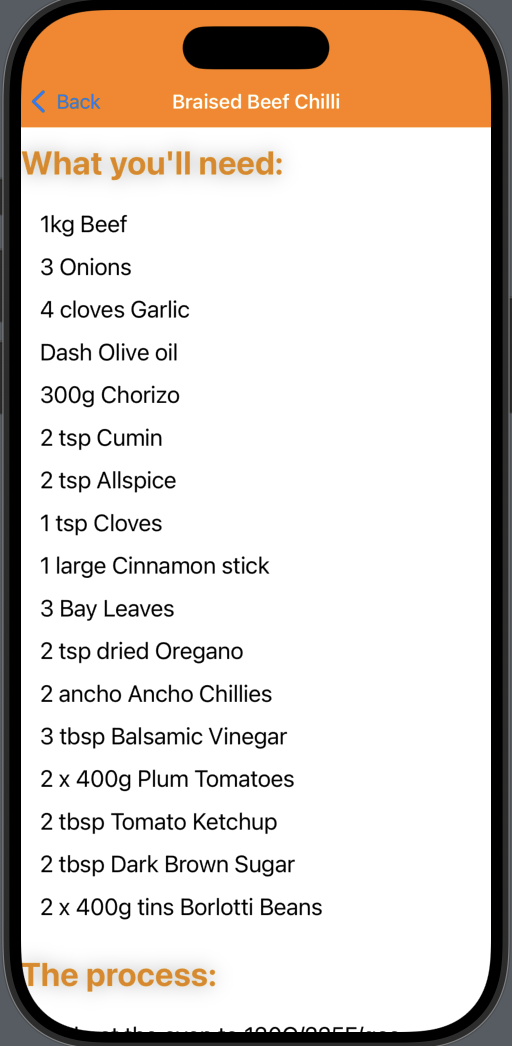 Back
Braised Beef Chilli
What you'll need:
1kg Beef
3 Onions
4 cloves Garlic
Dash Olive oil
300g Chorizo
2 tsp Cumin
2 tsp Allspice
1 tsp Cloves
1 large Cinnamon stick
3 Bay Leaves
2 tsp dried Oregano
2 ancho Ancho Chillies
3 tbsp Balsamic Vinegar
2 x 400g Plum Tomatoes
2 tbsp Tomato Ketchup
2 tbsp Dark Brown Sugar
2 x 400g tins Borlotti Beans
The process:
the oven to